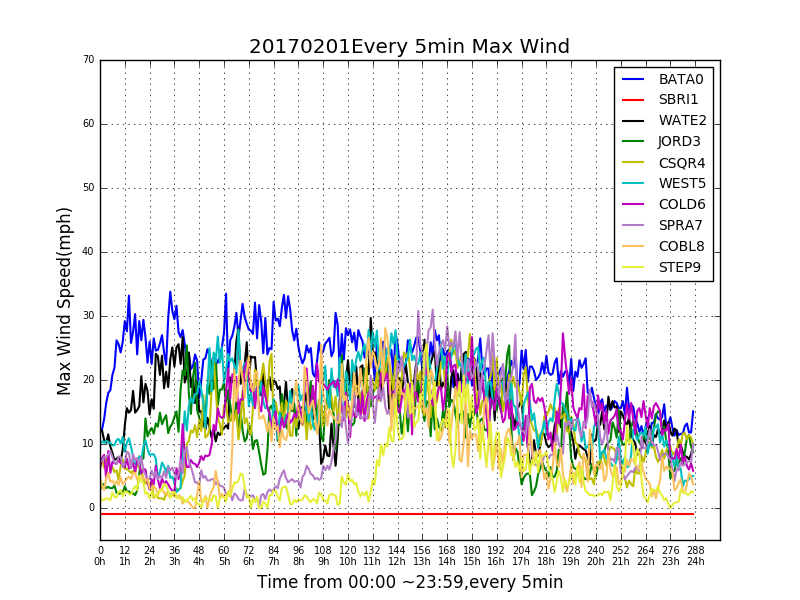 20170201Every 5min Max Wind
70
60
50
40
30
20
10
0
Max Wind Speed(mph)
BATA0
SBRI1
WATE2
JORD3
CSQR4
WEST5
COLD6
SPRA7
COBL8
STEP9
0 12 24 36 48 60 72 84 96 108 120 132 144 156 168 180 192 204 216 228 240 252 264 276 288
0h 1h 2h 3h 4h 5h 6h 7h 8h 9h 10h 11h 12h 13h 14h 15h 16h 17h 18h 19h 20h 21h 22h 23h 24h
Time from 00:00 ~23:59,every 5min